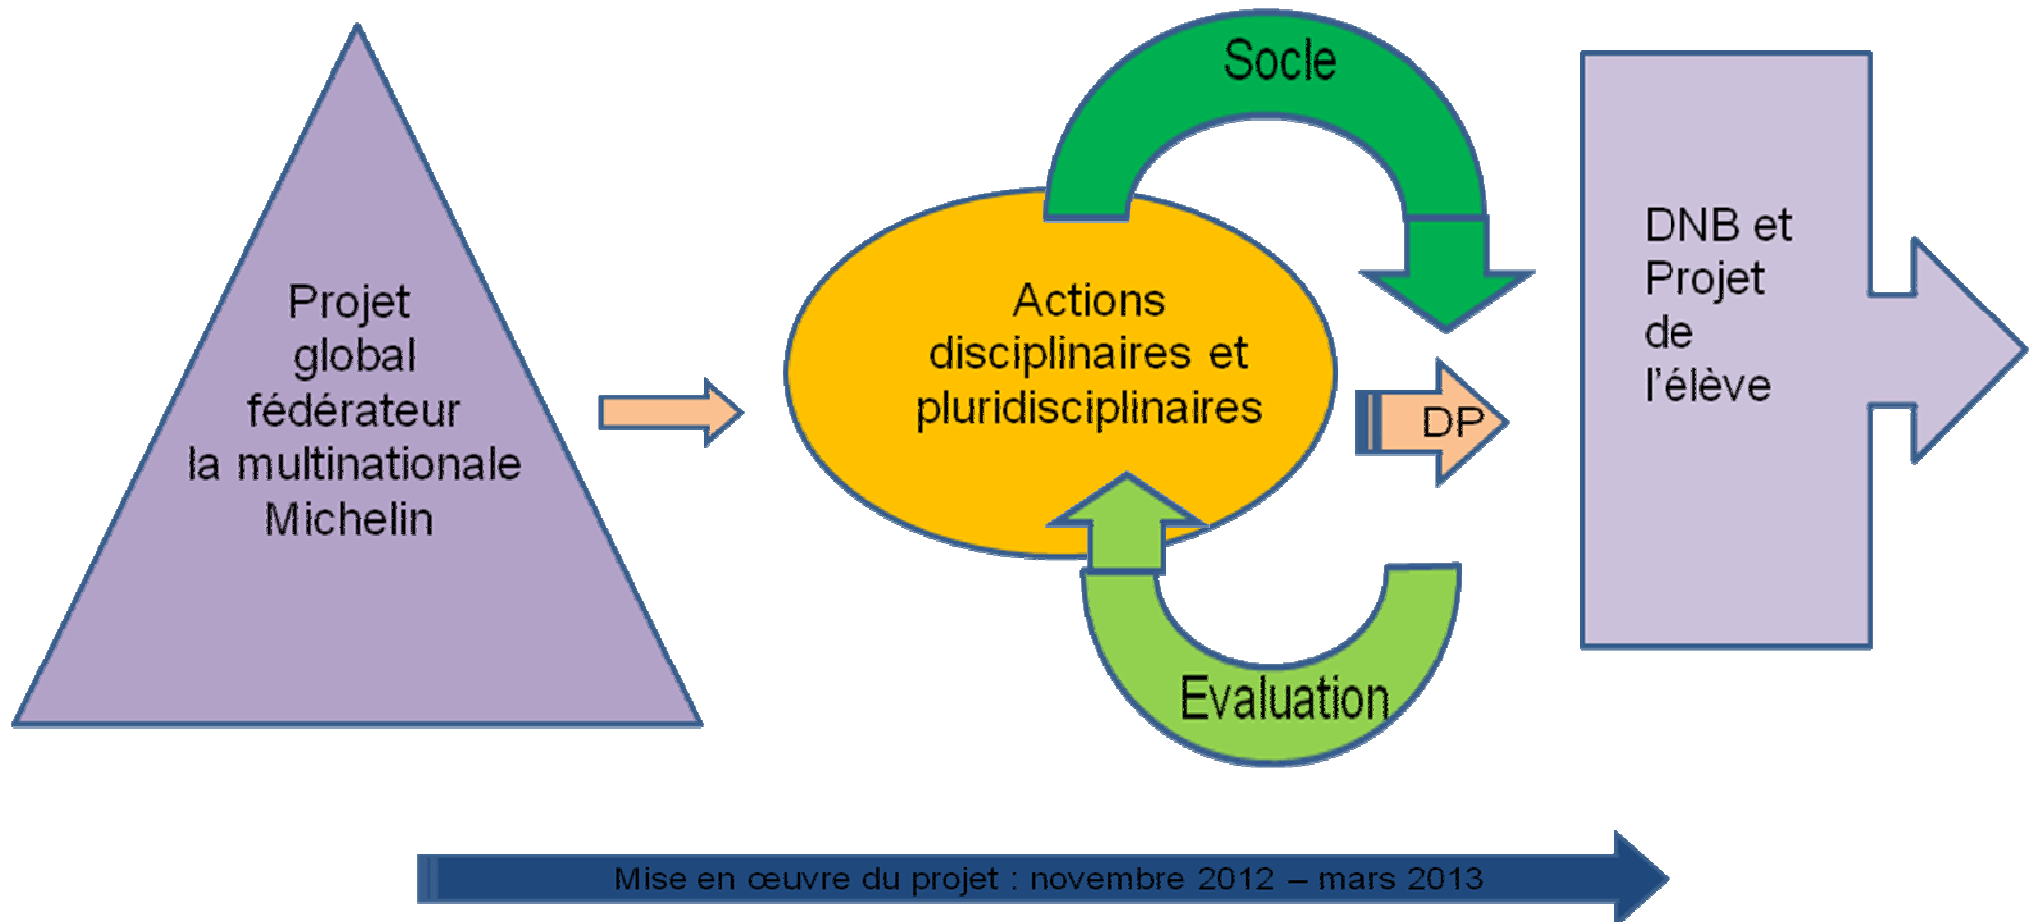 Projet
global
fédérateur
la multinationale
Michelin
Socle
Actions
disciplinaires et
pluridisciplinaires
DP
Evaluation
DNB et
Projet
de
l'élève
Mise en œuvre du projet : novembre 2012 – mars 2013